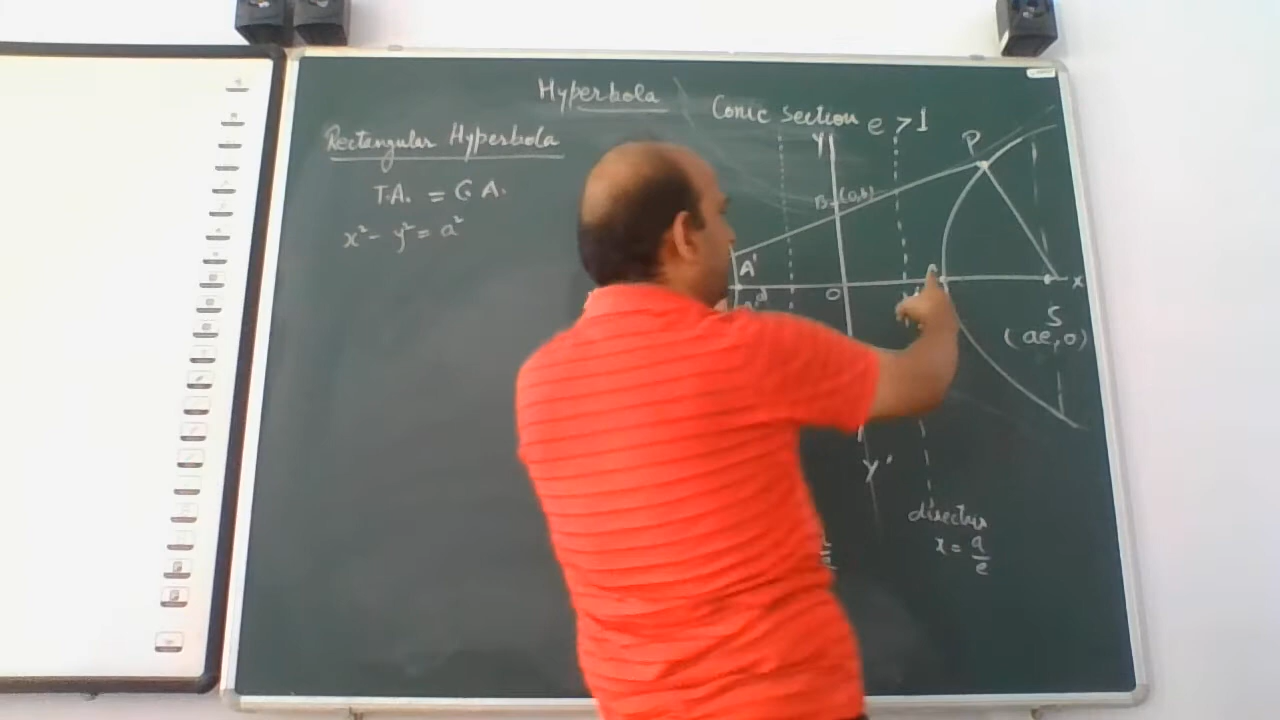 Hyperbola
Conic Section e > 1
Rectangular Hyperbola
T.A. = C.A.
x² - y² = a²
Y
P
B (0,b)
A'
O
X
S
(ae, 0)
Y'
directrix
x = a/e